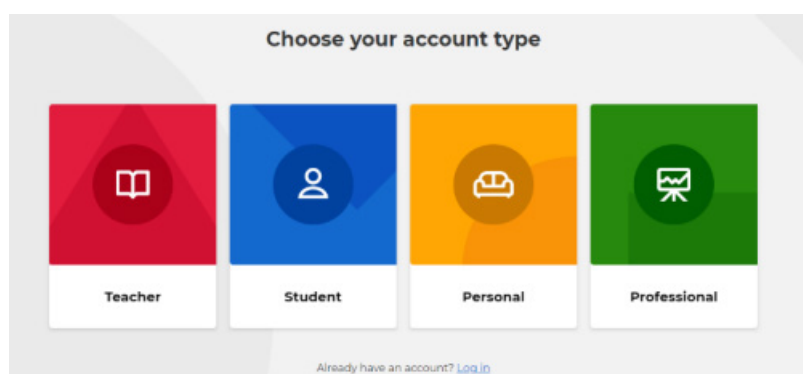 Choose your account type
Teacher Student Personal Professional
Already have an account? Log in